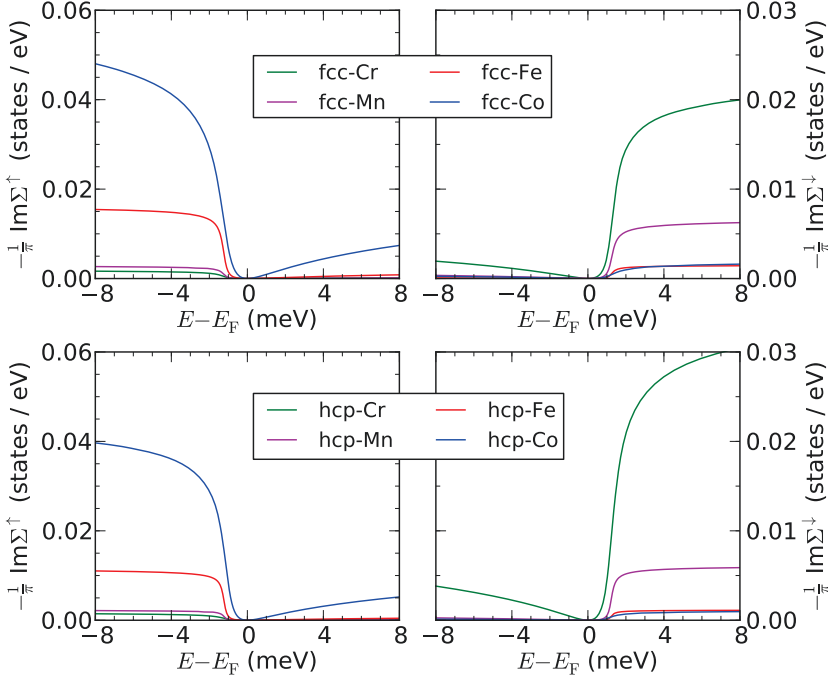 0.06
0.04
0.02
0.00
−1/π ImΣ↑ (states / eV)
−8 −4 0 4 8
E−E_F (meV)
fcc-Cr fcc-Fe
fcc-Mn fcc-Co
0.03
0.02
0.01
0.00
−1/π ImΣ↓ (states / eV)
−8 −4 0 4 8
E−E_F (meV)
0.06
0.04
0.02
0.00
−1/π ImΣ↑ (states / eV)
−8 −4 0 4 8
E−E_F (meV)
hcp-Cr hcp-Fe
hcp-Mn hcp-Co
0.03
0.02
0.01
0.00
−1/π ImΣ↓ (states / eV)
−8 −4 0 4 8
E−E_F (meV)